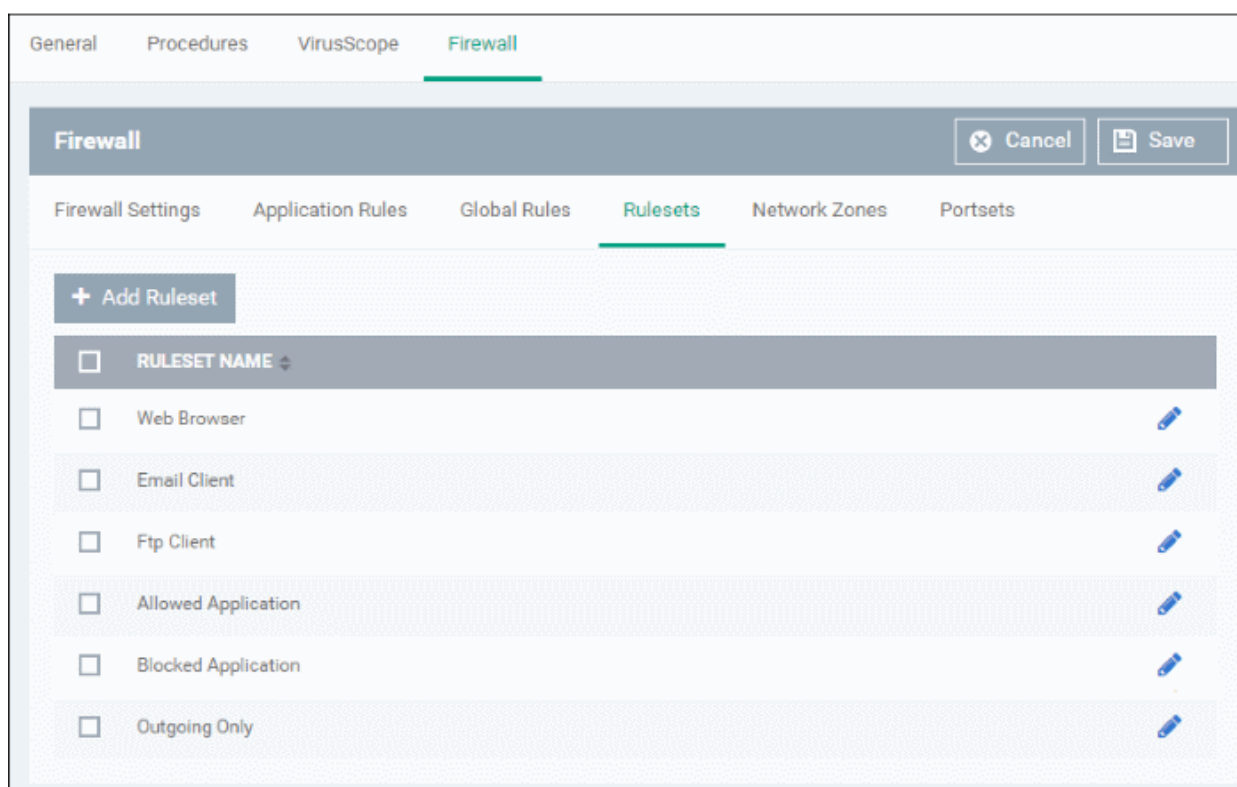 General Procedures VirusScope Firewall
Firewall Cancel Save
Firewall Settings Application Rules Global Rules Rulesets Network Zones Portsets
+ Add Ruleset
RULESET NAME
Web Browser
Email Client
Ftp Client
Allowed Application
Blocked Application
Outgoing Only